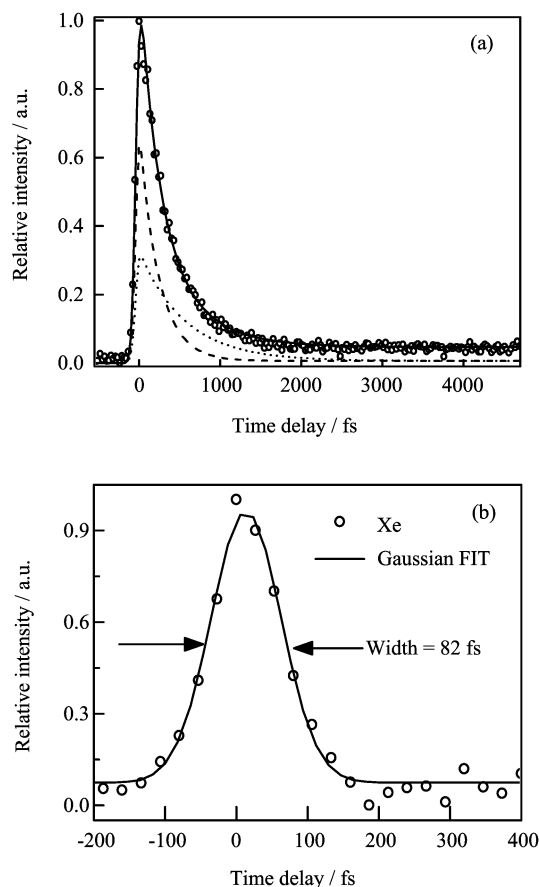 (a)
1.0
0.8
0.6
0.4
0.2
0.0
Relative intensity / a.u.
0 1000 2000 3000 4000
Time delay / fs
(b)
Xe
Gaussian FIT
Width = 82 fs
0.9
0.6
0.3
0.0
Relative intensity / a.u.
-200 -100 0 100 200 300 400
Time delay / fs